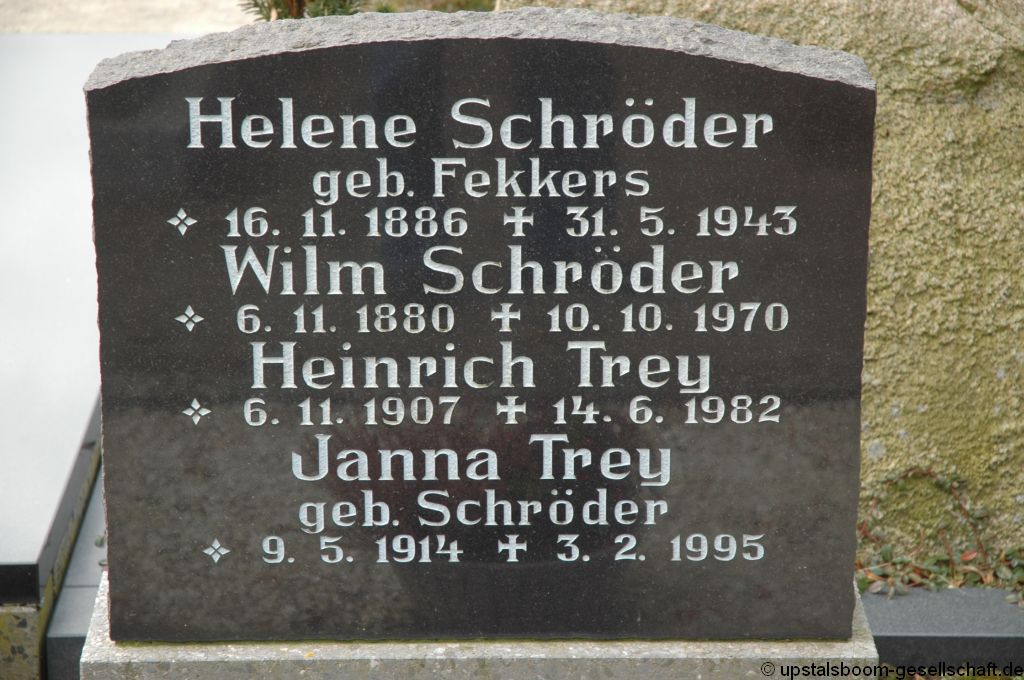 Helene Schröder
geb. Fekkers
16. 11. 1886 ✝ 31. 5. 1943
Wilm Schröder
6. 11. 1880 ✝ 10. 10. 1970
Heinrich Trey
6. 11. 1907 ✝ 14. 6. 1982
Janna Trey
geb. Schröder
9. 5. 1914 ✝ 3. 2. 1995
© upstalsboom-gesellschaft.de